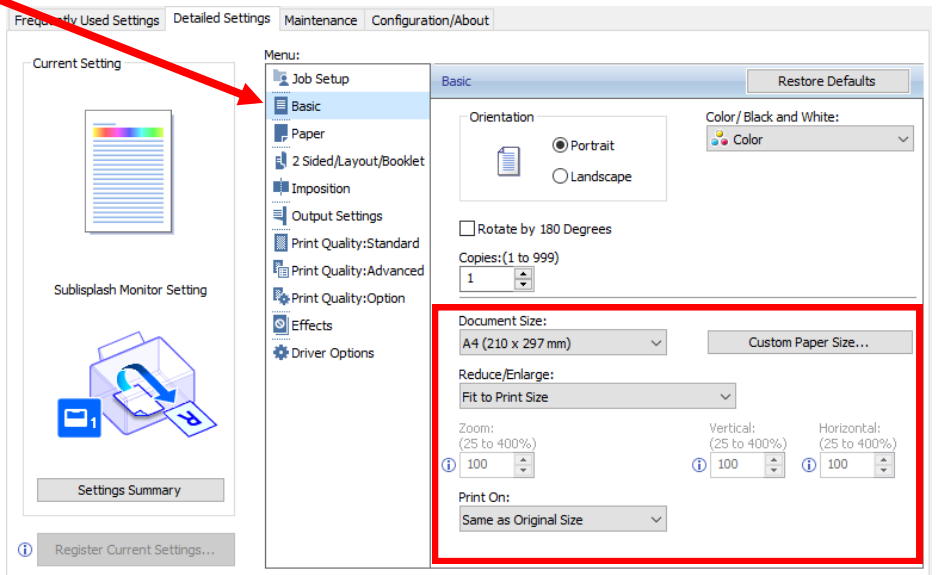 Frequently Used Settings Detailed Settings Maintenance Configuration/About
Current Setting
Sublisplash Monitor Setting
1
R
Settings Summary
Register Current Settings...
Menu:
Job Setup
Basic
Paper
2 Sided/Layout/Booklet
Imposition
Output Settings
Print Quality:Standard
Print Quality:Advanced
Print Quality:Option
Effects
Driver Options
Basic Restore Defaults
Orientation
Portrait
Landscape
Color/Black and White:
Color
Rotate by 180 Degrees
Copies:(1 to 999)
1
Document Size:
A4 (210 x 297 mm) Custom Paper Size...
Reduce/Enlarge:
Fit to Print Size
Zoom: Vertical: Horizontal:
(25 to 400%) (25 to 400%) (25 to 400%)
100 100 100
Print On:
Same as Original Size